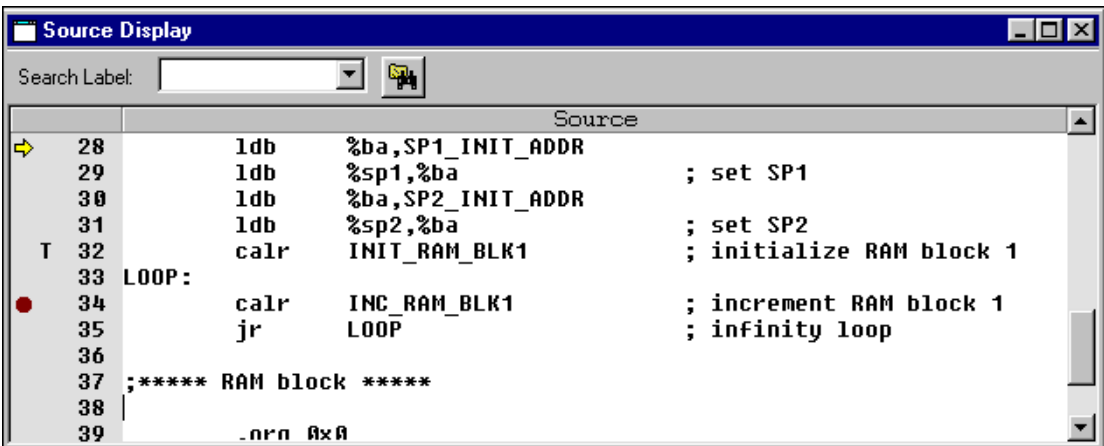 Source Display
Search Label:
Source
28 ldb %ba,SP1_INIT_ADDR
29 ldb %sp1,%ba ; set SP1
30 ldb %ba,SP2_INIT_ADDR
31 ldb %sp2,%ba ; set SP2
T 32 calr INIT_RAM_BLK1 ; initialize RAM block 1
33 LOOP:
34 calr INC_RAM_BLK1 ; increment RAM block 1
35 jr LOOP ; infinity loop
36
37 ;***** RAM block *****
38
39 .org 0x0